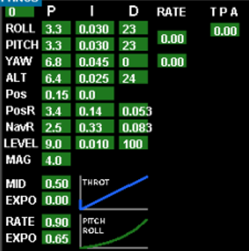 0 P I D RATE T P A
ROLL 3.3 0.030 23 0.00
PITCH 3.3 0.030 23 0.00
YAW 6.8 0.045 0 0.00
ALT 6.4 0.025 24
Pos 0.15 0.0
PosR 3.4 0.14 0.053
NavR 2.5 0.33 0.083
LEVEL 9.0 0.010 100
MAG 4.0
MID 0.50 THROT
EXPO 0.00
RATE 0.90 PITCH
ROLL
EXPO 0.65